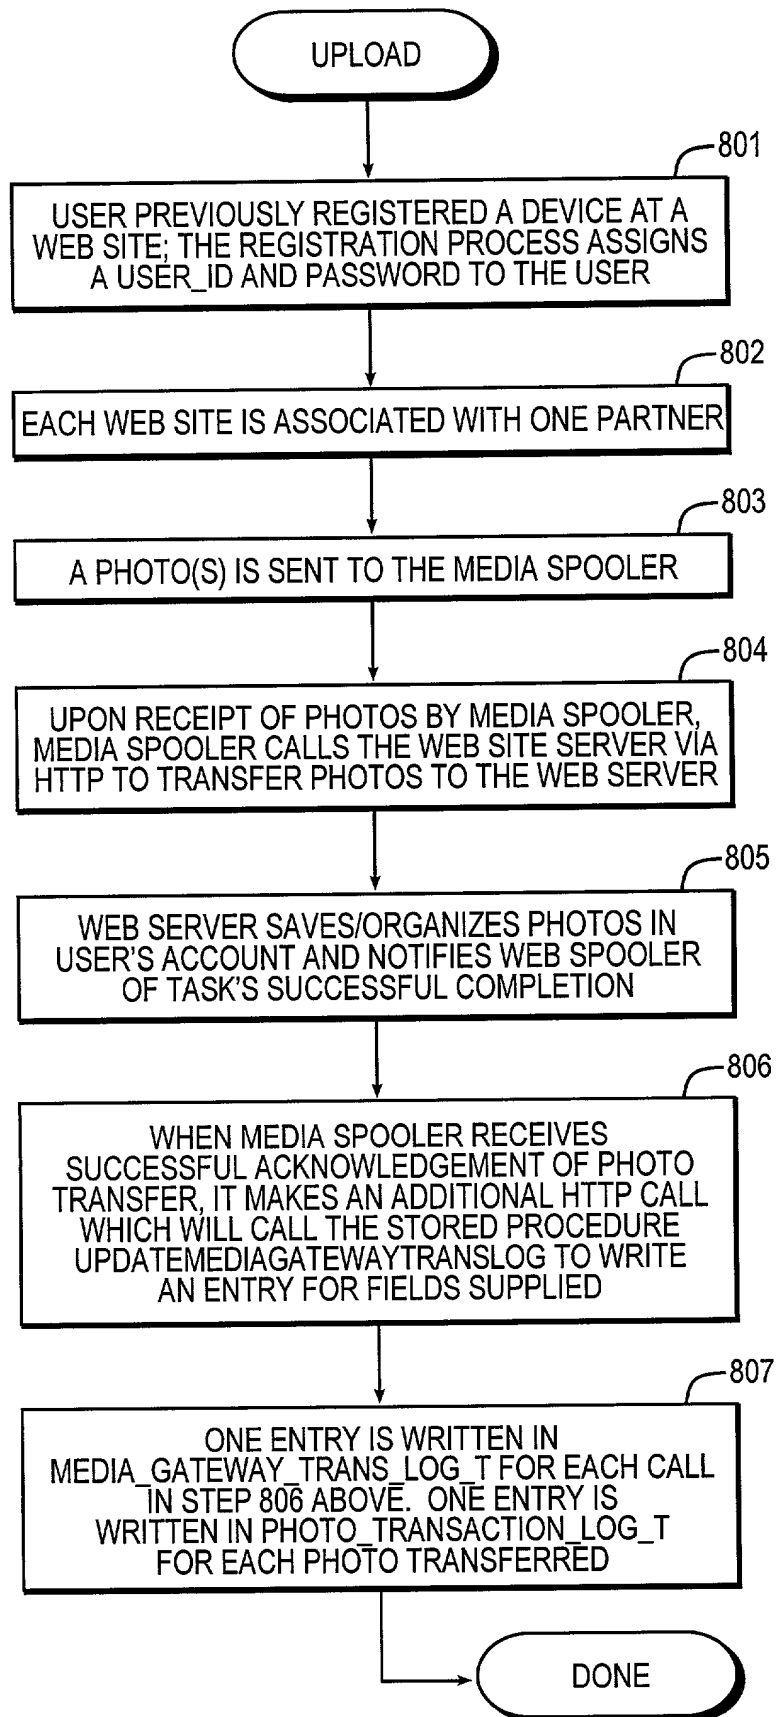 UPLOAD
801
USER PREVIOUSLY REGISTERED A DEVICE AT A
WEB SITE; THE REGISTRATION PROCESS ASSIGNS
A USER_ID AND PASSWORD TO THE USER
802
EACH WEB SITE IS ASSOCIATED WITH ONE PARTNER
803
A PHOTO(S) IS SENT TO THE MEDIA SPOOLER
804
UPON RECEIPT OF PHOTOS BY MEDIA SPOOLER,
MEDIA SPOOLER CALLS THE WEB SITE SERVER VIA
HTTP TO TRANSFER PHOTOS TO THE WEB SERVER
805
WEB SERVER SAVES/ORGANIZES PHOTOS IN
USER'S ACCOUNT AND NOTIFIES WEB SPOOLER
OF TASK'S SUCCESSFUL COMPLETION
806
WHEN MEDIA SPOOLER RECEIVES
SUCCESSFUL ACKNOWLEDGEMENT OF PHOTO
TRANSFER, IT MAKES AN ADDITIONAL HTTP CALL
WHICH WILL CALL THE STORED PROCEDURE
UPDATEMEDIAGATEWAYTRANSLOG TO WRITE
AN ENTRY FOR FIELDS SUPPLIED
807
ONE ENTRY IS WRITTEN IN
MEDIA_GATEWAY_TRANS_LOG_T FOR EACH CALL
IN STEP 806 ABOVE. ONE ENTRY IS
WRITTEN IN PHOTO_TRANSACTION_LOG_T
FOR EACH PHOTO TRANSFERRED
DONE